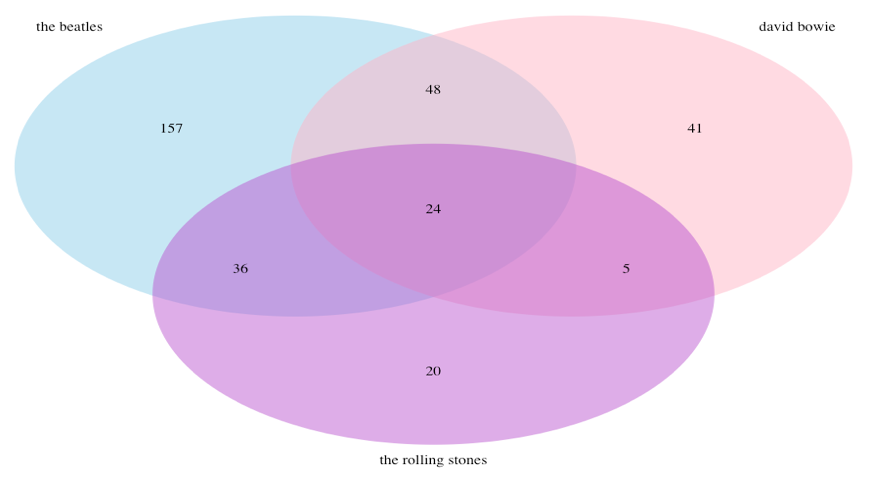 the beatles
david bowie
48
157
41
24
36
5
20
the rolling stones